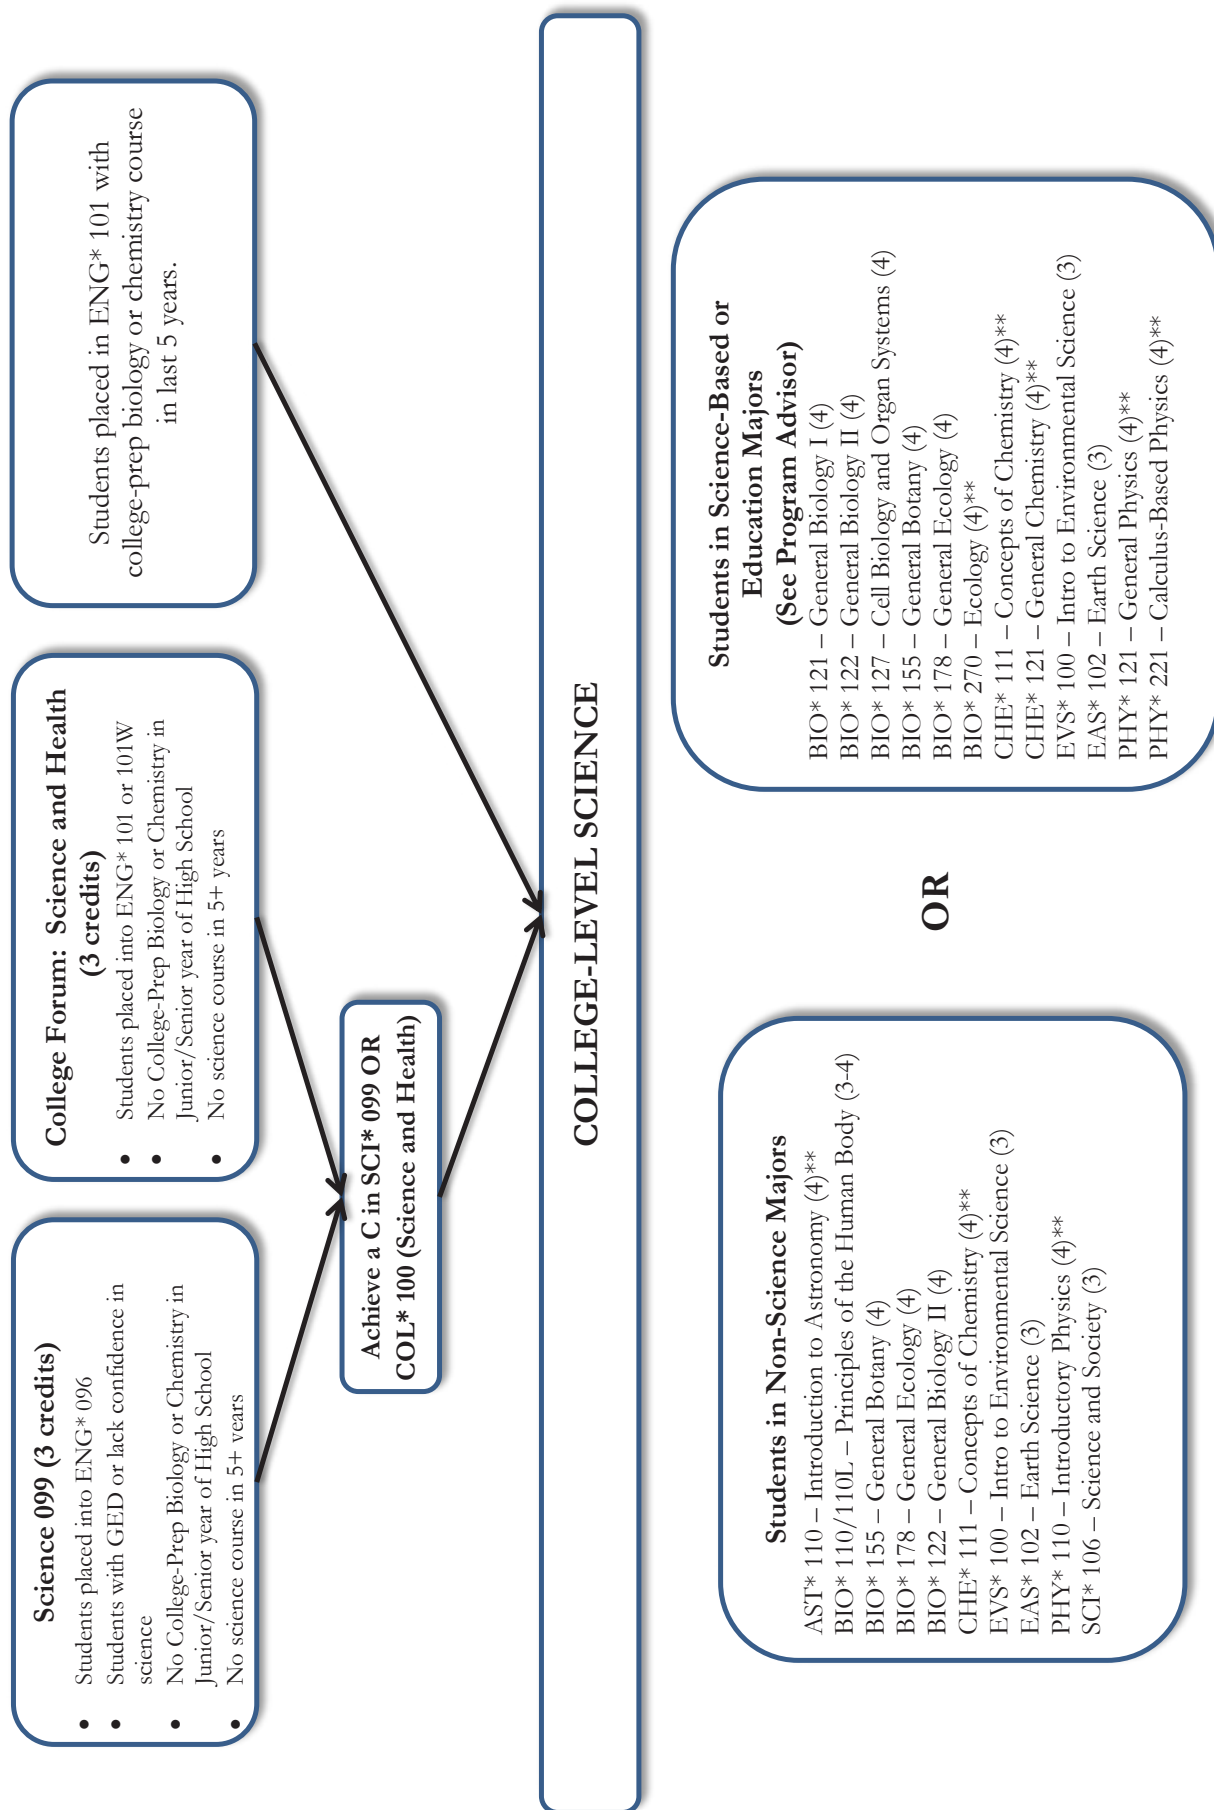 Science 099 (3 credits)
• Students placed into ENG* 096
• Students with GED or lack confidence in
science
• No College-Prep Biology or Chemistry in
Junior/Senior year of High School
• No science course in 5+ years
College Forum: Science and Health
(3 credits)
• Students placed into ENG* 101 or 101W
• No College-Prep Biology or Chemistry in
Junior/Senior year of High School
• No science course in 5+ years
Students placed in ENG* 101 with
college-prep biology or chemistry course
in last 5 years.
Achieve a C in SCI* 099 OR
COL* 100 (Science and Health)
COLLEGE-LEVEL SCIENCE
Students in Non-Science Majors
AST* 110 – Introduction to Astronomy (4)**
BIO* 110/110L – Principles of the Human Body (3-4)
BIO* 155 – General Botany (4)
BIO* 178 – General Ecology (4)
BIO* 122 – General Biology II (4)
CHE* 111 – Concepts of Chemistry (4)**
EVS* 100 – Intro to Environmental Science (3)
EAS* 102 – Earth Science (3)
PHY* 110 – Introductory Physics (4)**
SCI* 106 – Science and Society (3)
OR
Students in Science-Based or
Education Majors
(See Program Advisor)
BIO* 121 – General Biology I (4)
BIO* 122 – General Biology II (4)
BIO* 127 – Cell Biology and Organ Systems (4)
BIO* 155 – General Botany (4)
BIO* 178 – General Ecology (4)
BIO* 270 – Ecology (4)**
CHE* 111 – Concepts of Chemistry (4)**
CHE* 121 – General Chemistry (4)**
EVS* 100 – Intro to Environmental Science (3)
EAS* 102 – Earth Science (3)
PHY* 121 – General Physics (4)**
PHY* 221 – Calculus-Based Physics (4)**